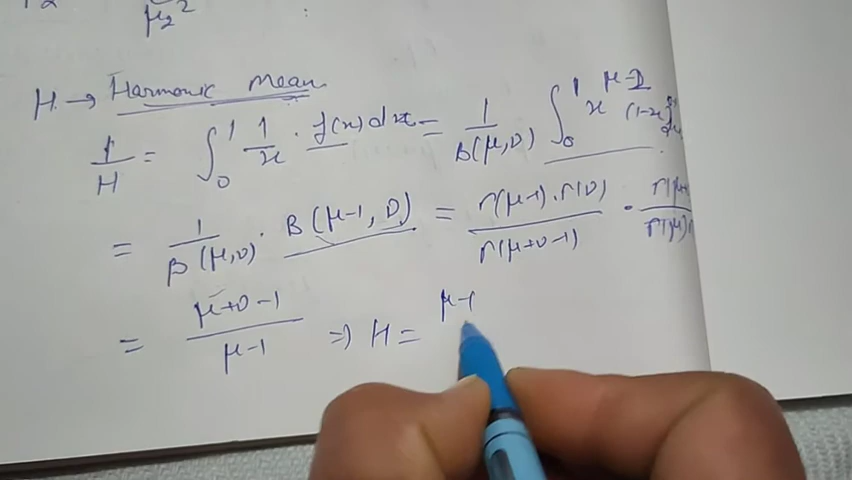 μ₂²
H → Harmonic Mean
1/H = ∫₀¹ 1/x · f(x) dx = 1/B(μ,ν) ∫₀¹ x^μ-2 (1-x)
= 1/B(μ,ν) · B(μ-1, ν) = Γ(μ-1) · Γ(ν) / Γ(μ+ν-1) ·
= μ+ν-1 / μ-1 ⇒ H = μ-1